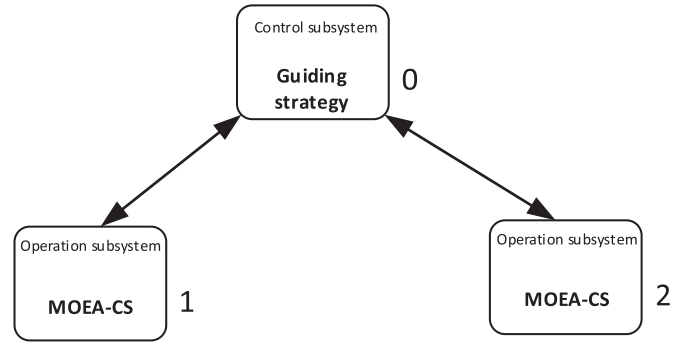 Control subsystem
Guiding
strategy
0
Operation subsystem
MOEA-CS
1
Operation subsystem
MOEA-CS
2